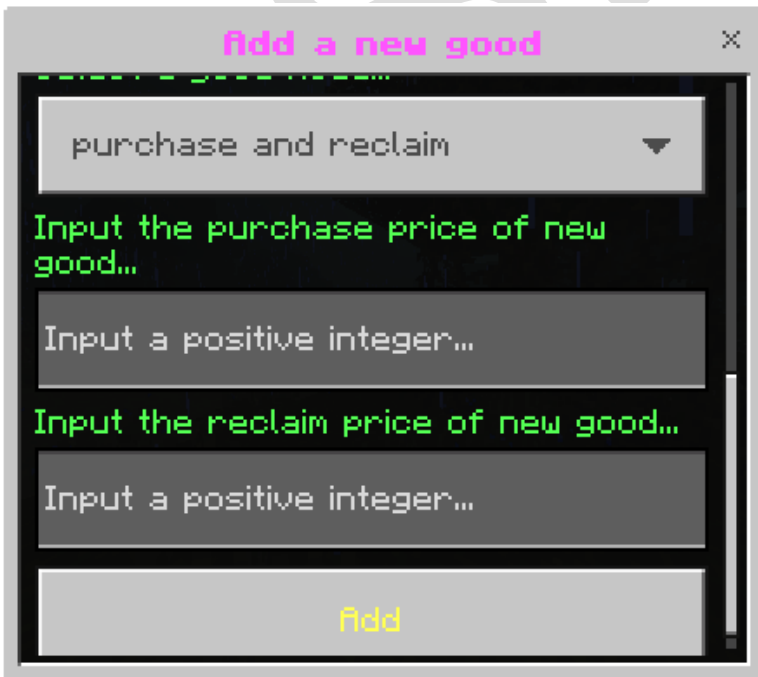 Add a new good
×
purchase and reclaim
Input the purchase price of new
good...
Input a positive integer...
Input the reclaim price of new good...
Input a positive integer...
Add